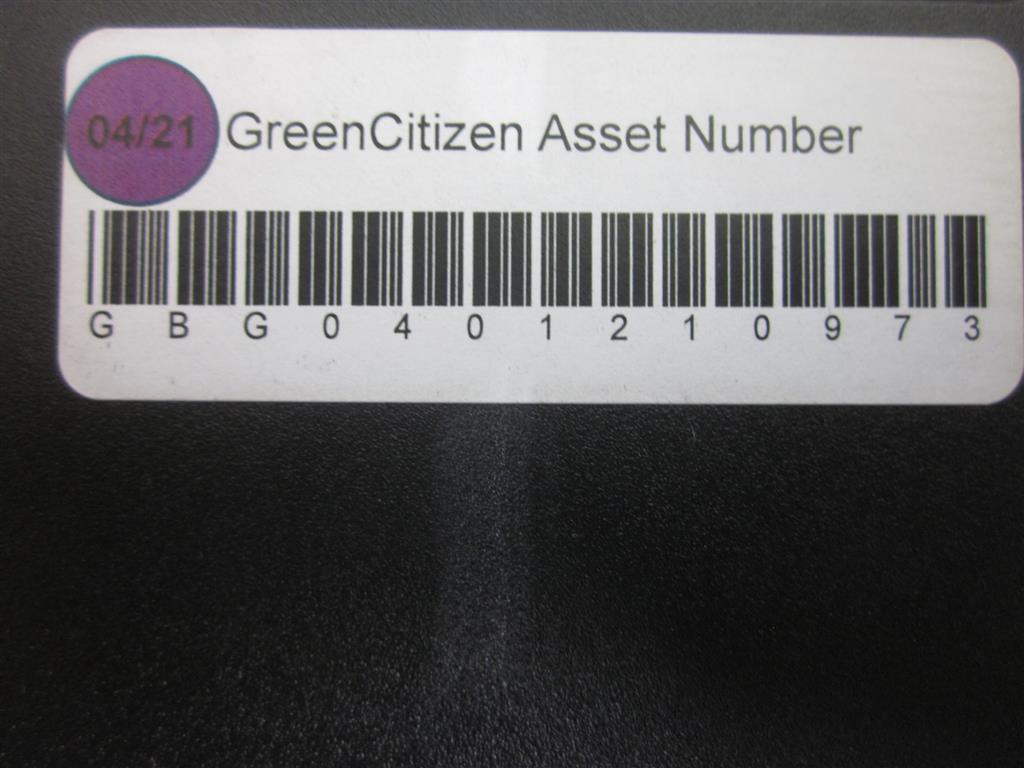 04/21 GreenCitizen Asset Number
G B G 0 4 0 1 2 1 0 9 7 3